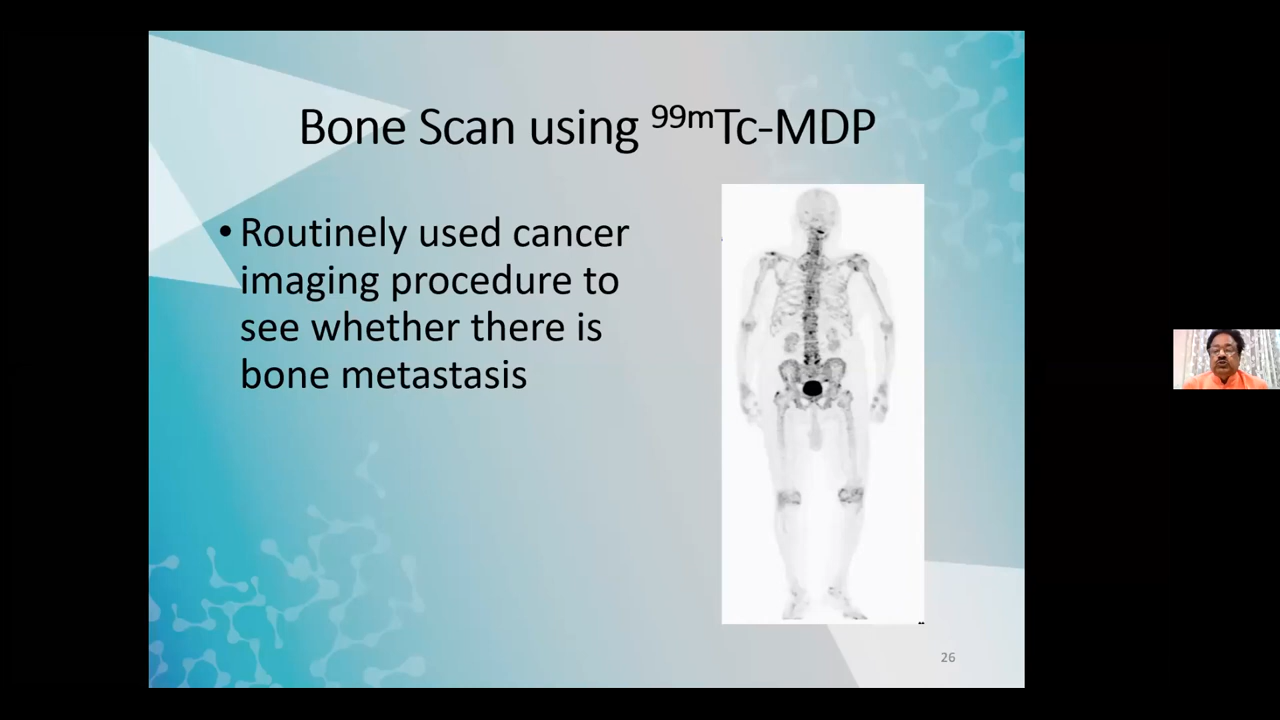 Bone Scan using ⁹⁹ᵐTc-MDP
• Routinely used cancer
imaging procedure to
see whether there is
bone metastasis
26